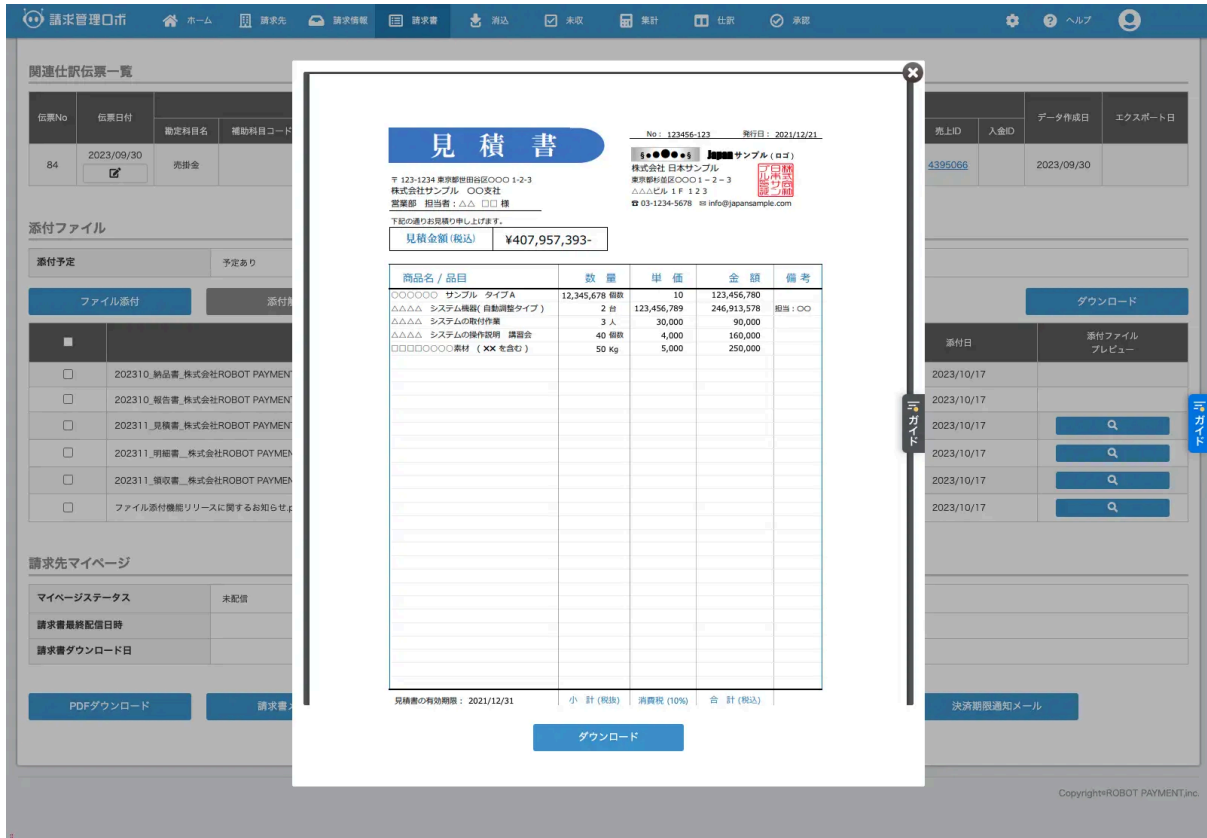 請求管理ロボ ホーム 請求先 請求情報 請求書 消込 未収 集計 仕訳 承認 ヘルプ
関連仕訳伝票一覧
伝票No 伝票日付 勘定科目名 補助科目コード 売上ID 入金ID データ作成日 エクスポート日
84 2023/09/30 売掛金 4395066 2023/09/30
添付ファイル
添付予定 予定あり
ファイル添付 添付 ダウンロード
添付日 添付ファイル
プレビュー
202310_納品書_株式会社ROBOT PAYMENT 2023/10/17
202310_報告書_株式会社ROBOT PAYMENT 2023/10/17
202311_見積書_株式会社ROBOT PAYMENT 2023/10/17
202311_明細書__株式会社ROBOT PAYMEN 2023/10/17
202311_領収書__株式会社ROBOT PAYMEN 2023/10/17
ファイル添付機能リリースに関するお知らせ.p 2023/10/17
請求先マイページ
マイページステータス 未配信
請求書最終配信日時
請求書ダウンロード日
PDFダウンロード 請求書 決済期限通知メール
見積書
No: 123456-123 発行日: 2021/12/21
Japan サンプル (ロゴ)
株式会社 日本サンプル
東京都杉並区〇〇〇1-2-3
△△△ビル 1F 123
☎ 03-1234-5678 ✉ info@japansample.com
〒 123-1234 東京都世田谷区〇〇〇 1-2-3
株式会社サンプル 〇〇支社
営業部 担当者:△△ □□ 様
下記の通りお見積り申し上げます。
見積金額(税込) ¥407,957,393-
商品名 / 品目 数 量 単 価 金 額 備 考
〇〇〇〇〇〇 サンプル タイプA 12,345,678 個数 10 123,456,780
△△△△ システム機器( 自動調整タイプ ) 2 台 123,456,789 246,913,578 担当:〇〇
△△△△ システムの取付作業 3 人 30,000 90,000
△△△△ システムの操作説明 講習会 40 個数 4,000 160,000
□□□□〇〇〇〇素材 ( ✕✕ を含む ) 50 Kg 5,000 250,000
見積書の有効期限: 2021/12/31 小 計 (税抜) 消費税 (10%) 合 計 (税込)
ダウンロード
ガイド
ガイド
Copyright©ROBOT PAYMENT,inc.